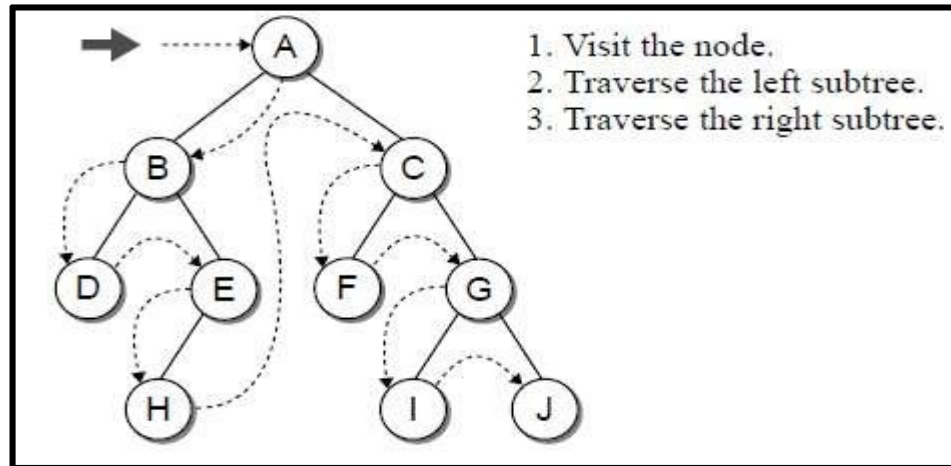 A
1. Visit the node.
2. Traverse the left subtree.
3. Traverse the right subtree.
B
C
D
E
F
G
H
I
J